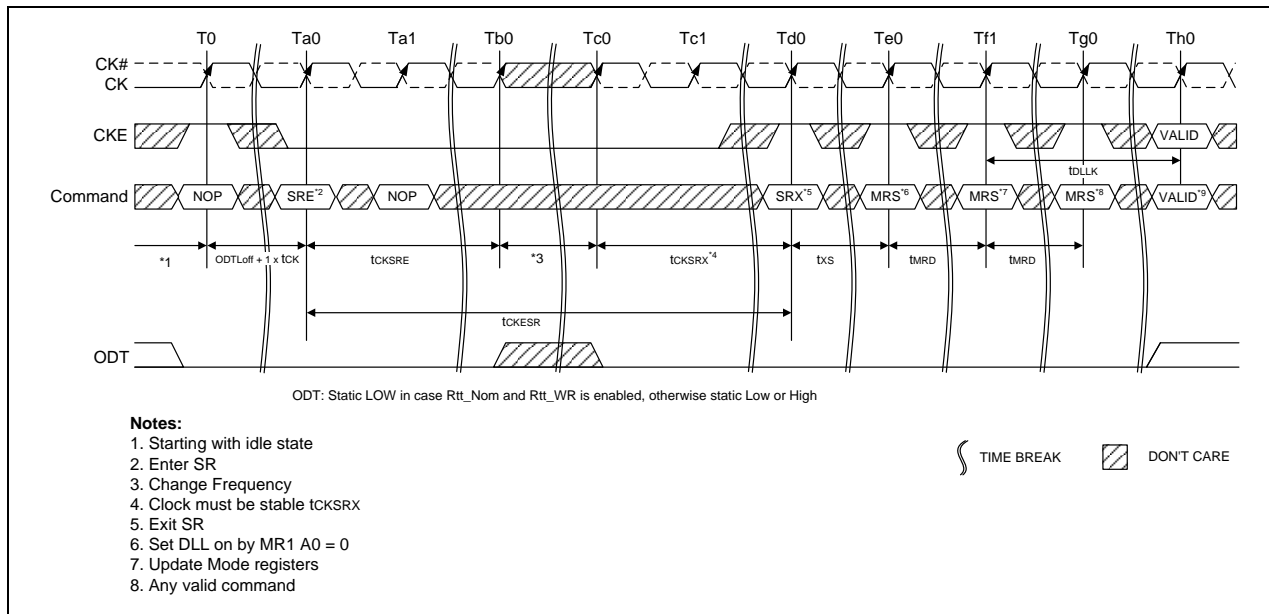 T0 Ta0 Ta1 Tb0 Tc0 Tc1 Td0 Te0 Tf1 Tg0 Th0
CK#
CK
CKE VALID
tDLLK
Command NOP SRE*2 NOP SRX*5 MRS*6 MRS*7 MRS*8 VALID*9
*1 ODTLoff + 1 x tCK tCKSRE *3 tCKSRX*4 tXS tMRD tMRD
tCKESR
ODT
ODT: Static LOW in case Rtt_Nom and Rtt_WR is enabled, otherwise static Low or High
Notes:
1. Starting with idle state
2. Enter SR
3. Change Frequency
4. Clock must be stable tCKSRX
5. Exit SR
6. Set DLL on by MR1 A0 = 0
7. Update Mode registers
8. Any valid command
TIME BREAK DON'T CARE